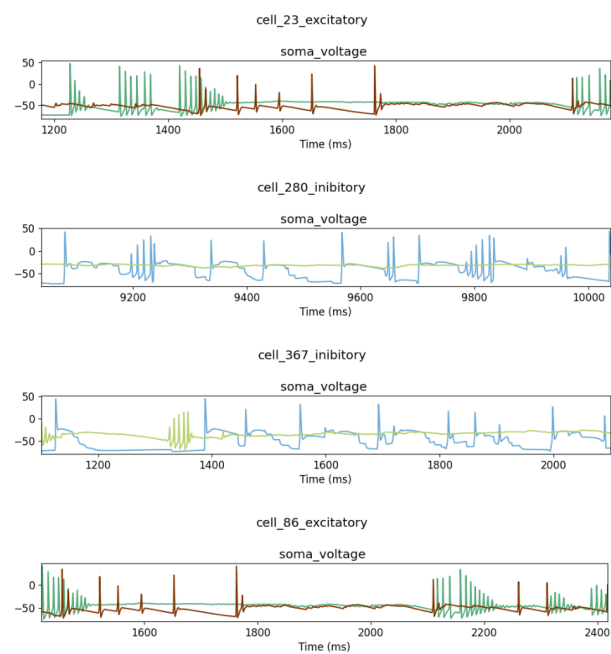 cell_23_excitatory
soma_voltage
50
0
−50
1200 1400 1600 1800 2000
Time (ms)
cell_280_inibitory
soma_voltage
50
0
−50
9200 9400 9600 9800 10000
Time (ms)
cell_367_inibitory
soma_voltage
50
0
−50
1200 1400 1600 1800 2000
Time (ms)
cell_86_excitatory
soma_voltage
0
−50
1600 1800 2000 2200 2400
Time (ms)